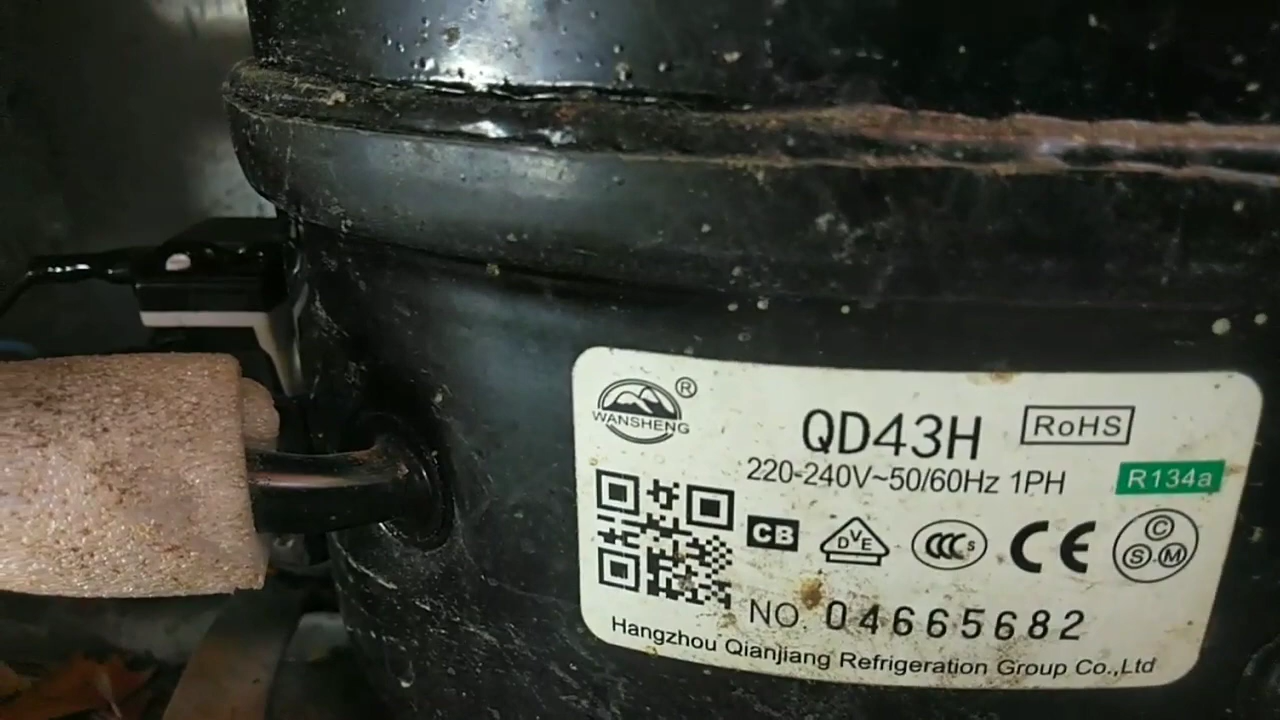 WANSHENG ®
QD43H
RoHS
220-240V~50/60Hz 1PH
R134a
CB
DVE
CCC S
CE
C S M
NO. 04665682
Hangzhou Qianjiang Refrigeration Group Co.,Ltd